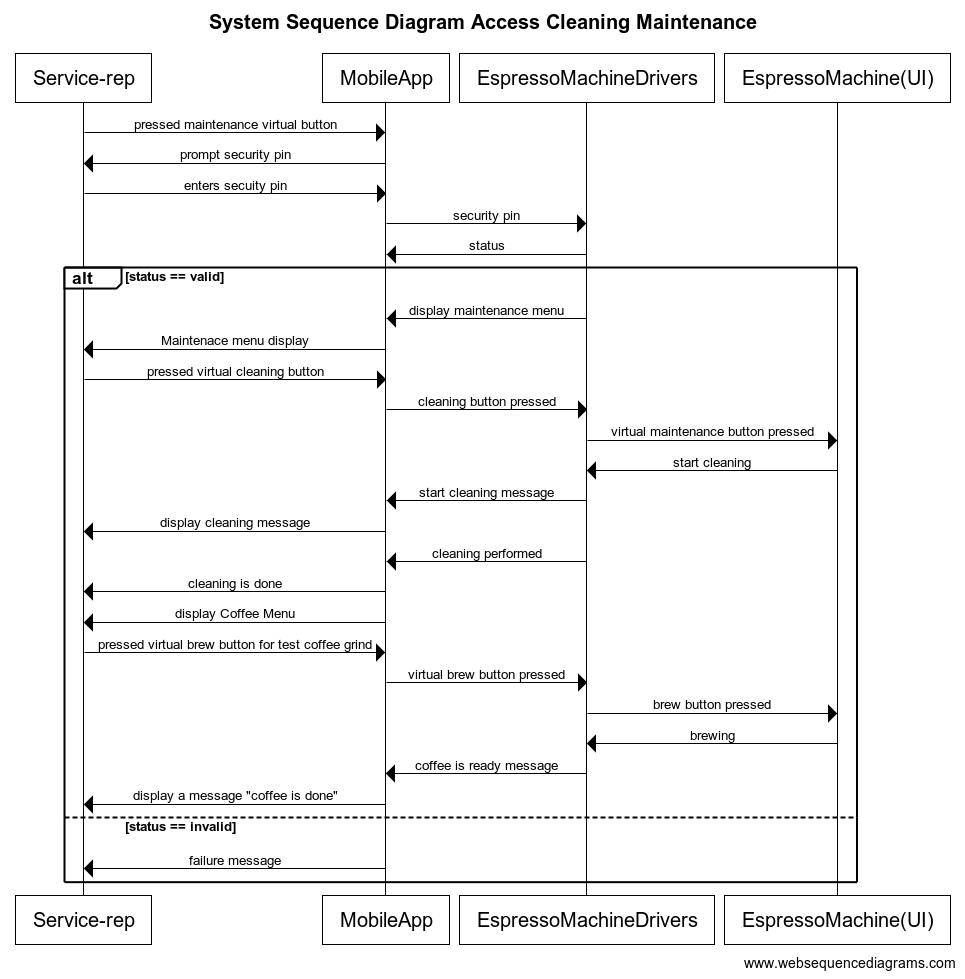 System Sequence Diagram Access Cleaning Maintenance
Service-rep
MobileApp
EspressoMachineDrivers
EspressoMachine(UI)
pressed maintenance virtual button
prompt security pin
enters secuity pin
security pin
status
alt
[status == valid]
display maintenance menu
Maintenace menu display
pressed virtual cleaning button
cleaning button pressed
virtual maintenance button pressed
start cleaning
start cleaning message
display cleaning message
cleaning performed
cleaning is done
display Coffee Menu
pressed virtual brew button for test coffee grind
virtual brew button pressed
brew button pressed
brewing
coffee is ready message
display a message "coffee is done"
[status == invalid]
failure message
Service-rep
MobileApp
EspressoMachineDrivers
EspressoMachine(UI)
www.websequencediagrams.com